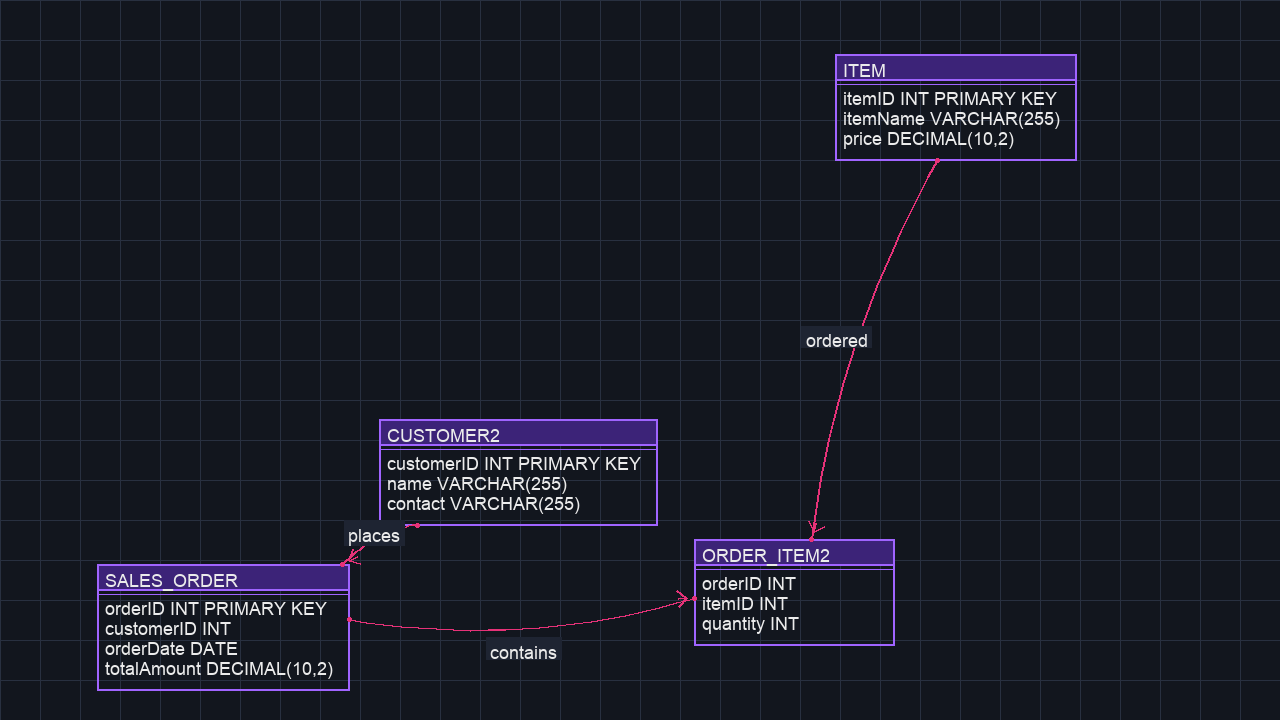 ITEM
itemID INT PRIMARY KEY
itemName VARCHAR(255)
price DECIMAL(10,2)
ordered
CUSTOMER2
customerID INT PRIMARY KEY
name VARCHAR(255)
contact VARCHAR(255)
places
SALES_ORDER
orderID INT PRIMARY KEY
customerID INT
orderDate DATE
totalAmount DECIMAL(10,2)
contains
ORDER_ITEM2
orderID INT
itemID INT
quantity INT